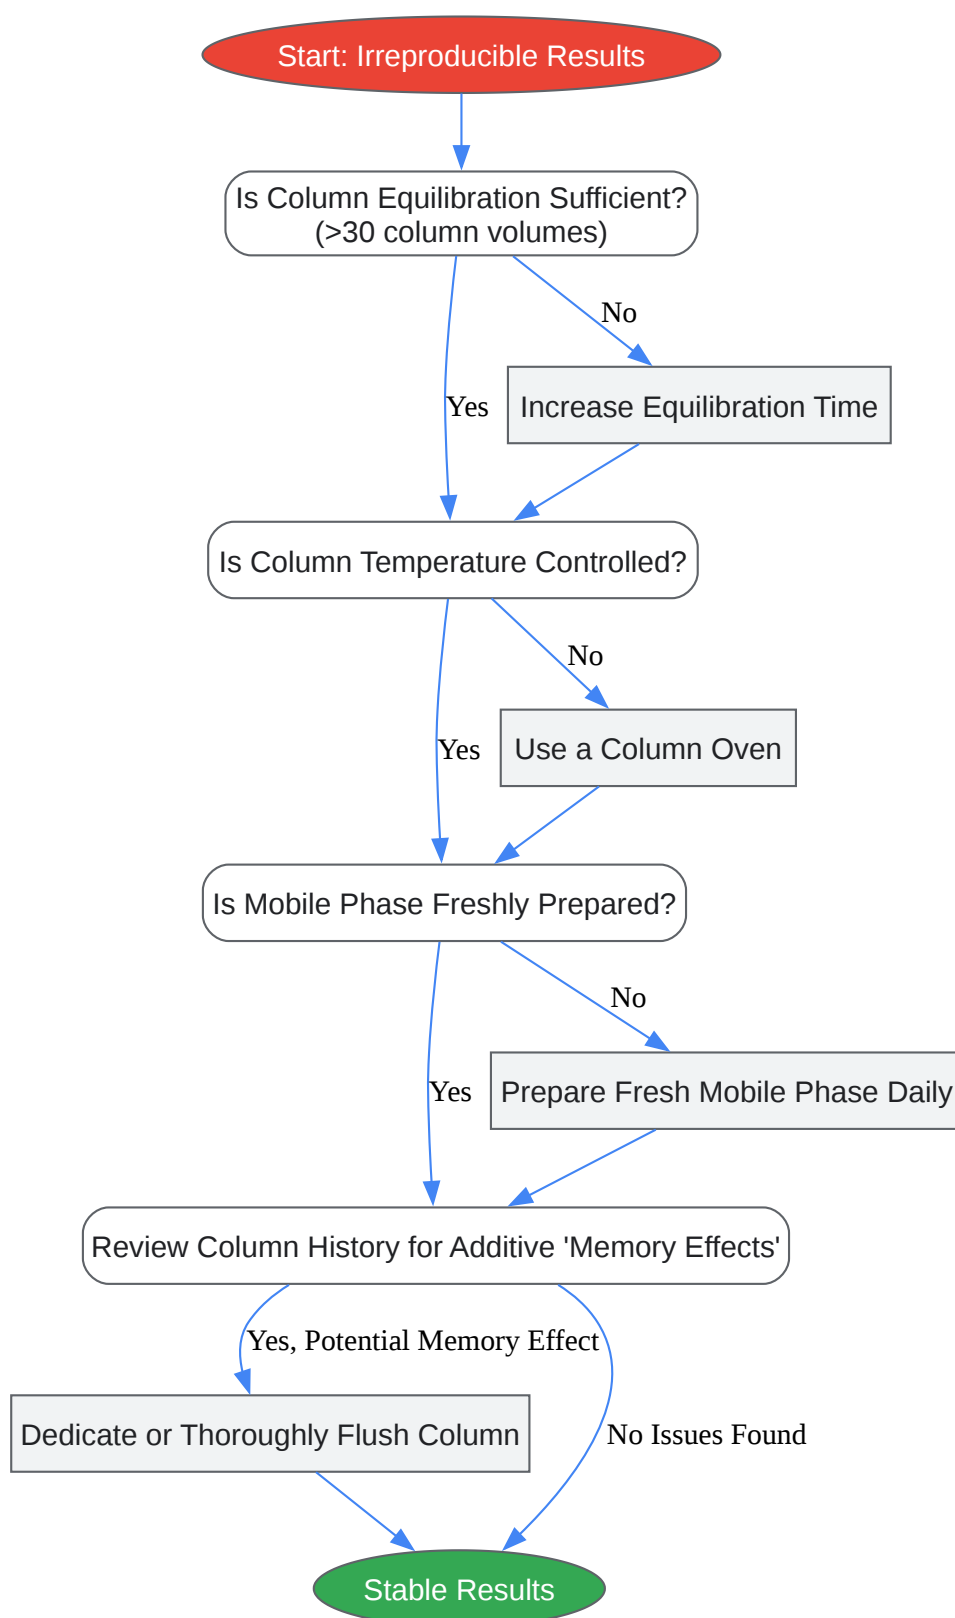 Start: Irreproducible Results
Is Column Equilibration Sufficient?
(>30 column volumes)
No
Yes
Increase Equilibration Time
Is Column Temperature Controlled?
No
Yes
Use a Column Oven
Is Mobile Phase Freshly Prepared?
No
Yes
Prepare Fresh Mobile Phase Daily
Review Column History for Additive 'Memory Effects'
Yes, Potential Memory Effect
Dedicate or Thoroughly Flush Column
No Issues Found
Stable Results